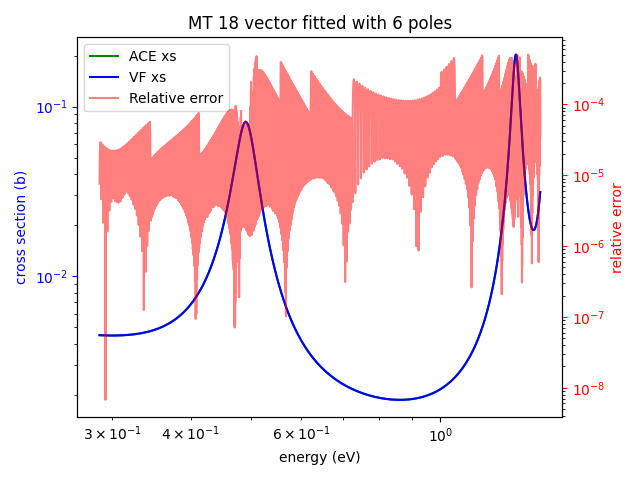 MT 18 vector fitted with 6 poles
ACE xs
VF xs
Relative error
cross section (b)
10⁻¹
10⁻²
10⁻⁴
10⁻⁵
10⁻⁶
10⁻⁷
10⁻⁸
relative error
3 × 10⁻¹ 4 × 10⁻¹ 6 × 10⁻¹ 10⁰
energy (eV)